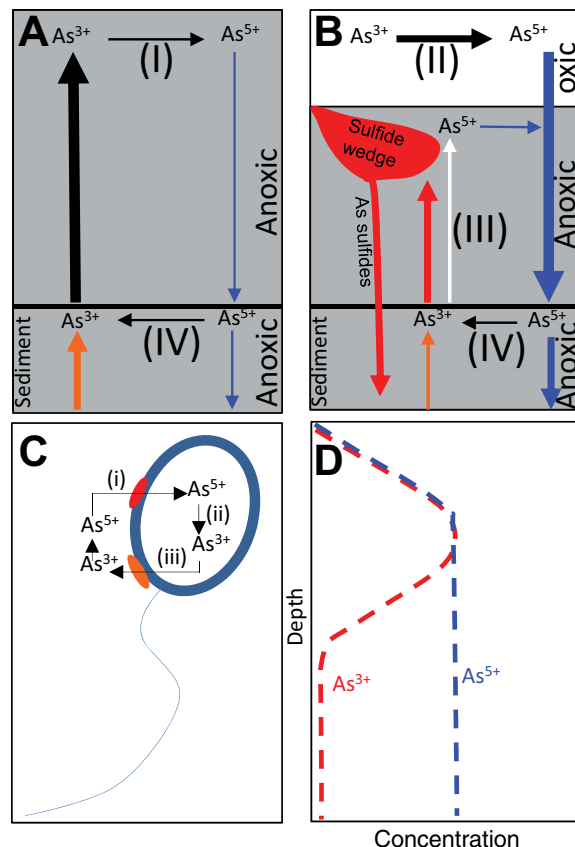 A
As3+
(I)
As5+
Anoxic
As3+
(IV)
As5+
Sediment
Anoxic
B
As3+
(II)
As5+
oxic
Sulfide
wedge
As5+
As sulfides
(III)
Anoxic
As3+
(IV)
As5+
Sediment
Anoxic
C
(i)
As5+
As5+
(ii)
As3+
As3+
(iii)
D
Depth
As3+
As5+
Concentration